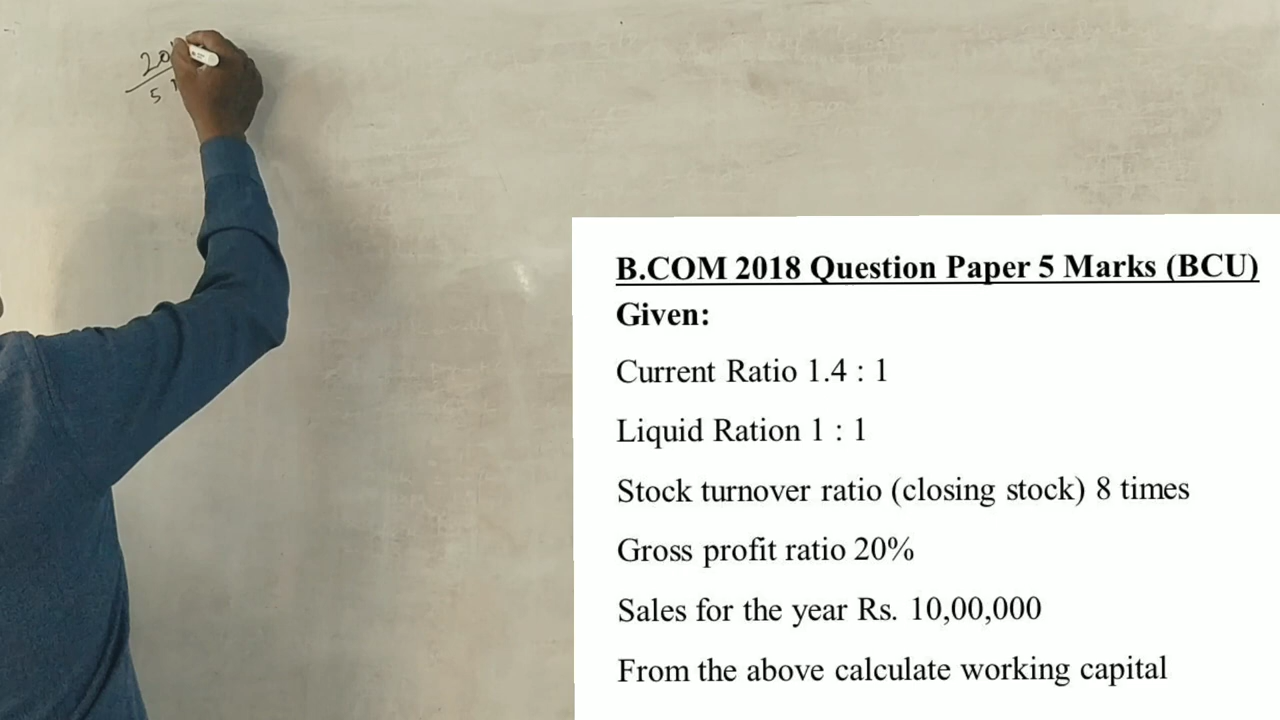 20
5
B.COM 2018 Question Paper 5 Marks (BCU)
Given:
Current Ratio 1.4 : 1
Liquid Ration 1 : 1
Stock turnover ratio (closing stock) 8 times
Gross profit ratio 20%
Sales for the year Rs. 10,00,000
From the above calculate working capital